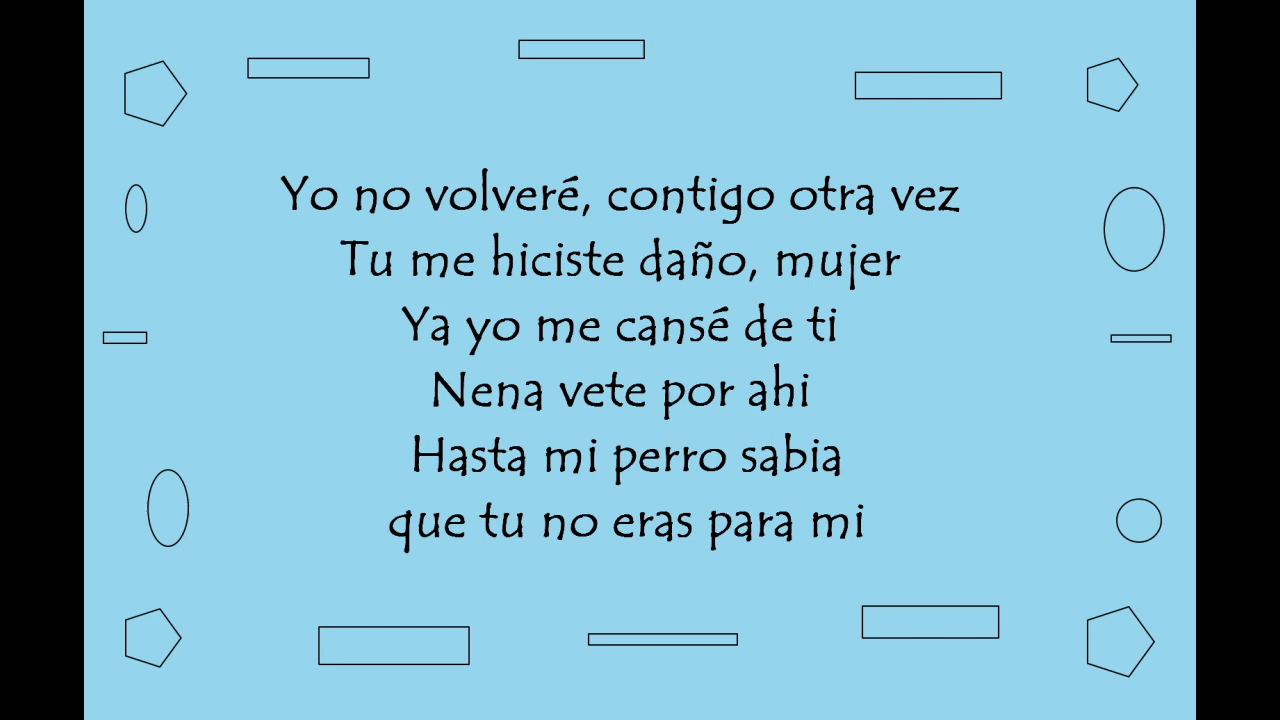 Yo no volveré, contigo otra vez
Tu me hiciste daño, mujer
Ya yo me cansé de ti
Nena vete por ahi
Hasta mi perro sabia
que tu no eras para mi